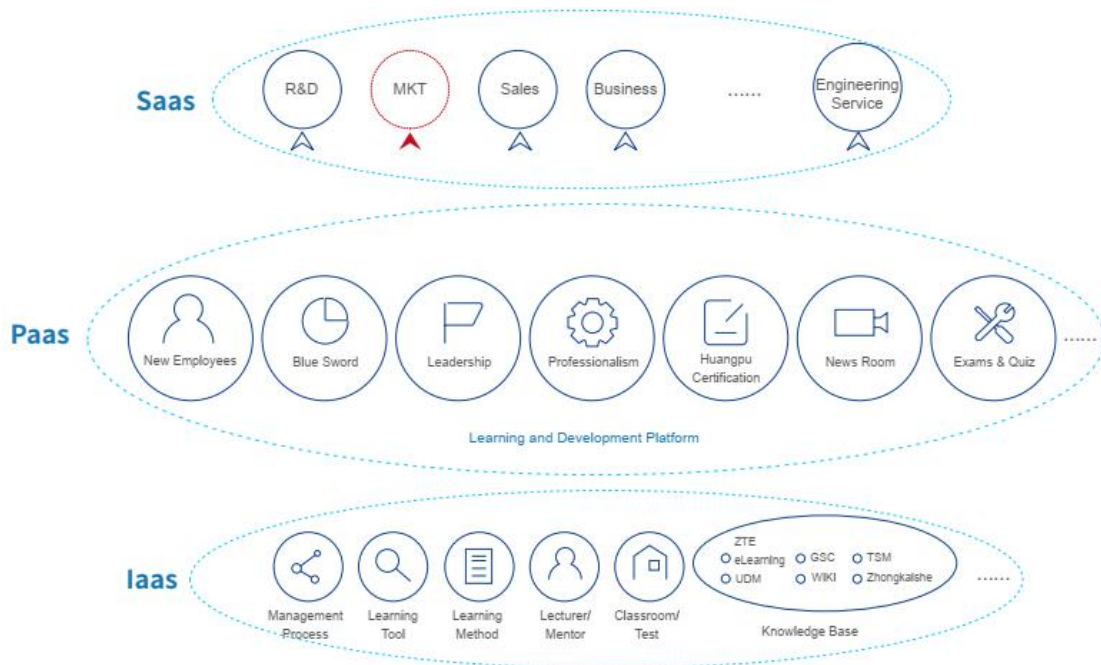 Saas
R&D
MKT
Sales
Business
......
Engineering
Service
Paas
New Employees
Blue Sword
Leadership
Professionalism
Huangpu
Certification
News Room
Exams & Quiz
......
Learning and Development Platform
Iaas
Management
Process
Learning
Tool
Learning
Method
Lecturer/
Mentor
Classroom/
Test
ZTE
eLearning
GSC
TSM
UDM
WIKI
Zhongkaishe
Knowledge Base
......